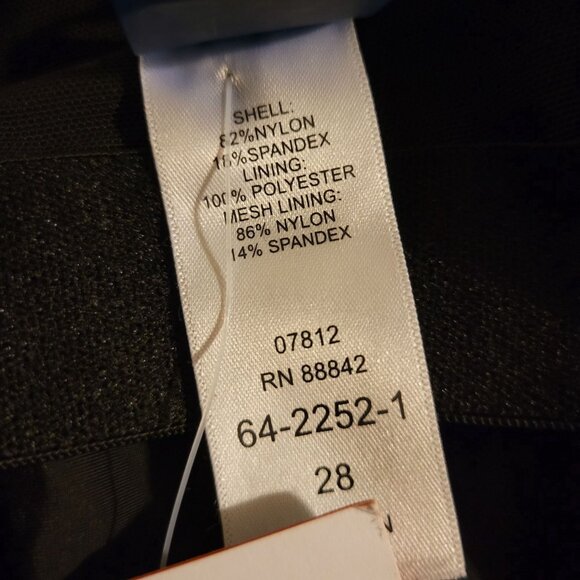 SHELL:
82%NYLON
18%SPANDEX
LINING:
100% POLYESTER
MESH LINING:
86% NYLON
14% SPANDEX
07812
RN 88842
64-2252-1
28